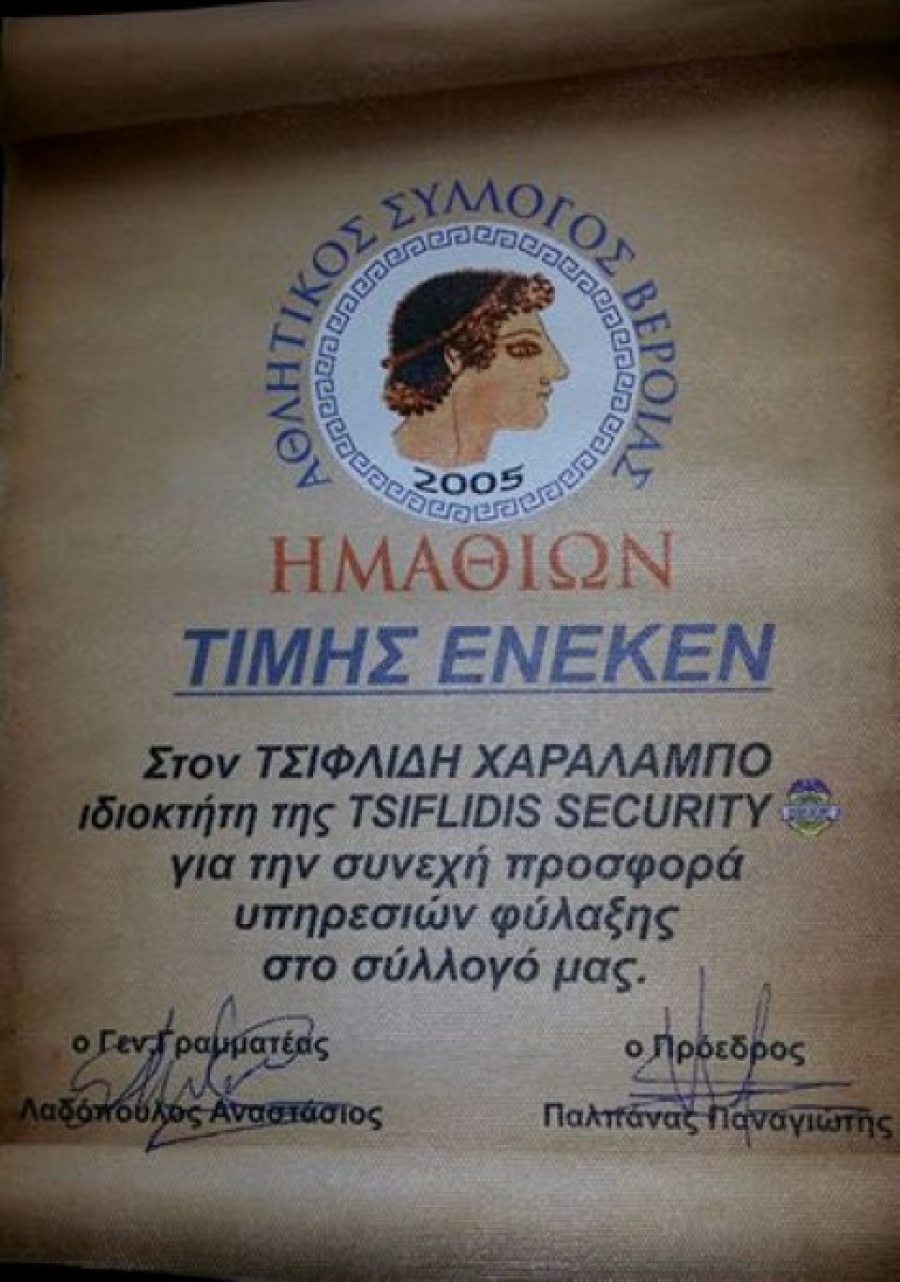 ΑΘΛΗΤΙΚΟΣ ΣΥΛΛΟΓΟΣ ΒΕΡΟΙΑΣ
2005
ΗΜΑΘΙΩΝ
ΤΙΜΗΣ ΕΝΕΚΕΝ
Στον ΤΣΙΦΛΙΔΗ ΧΑΡΑΛΑΜΠΟ
ιδιοκτήτη της TSIFLIDIS SECURITY
για την συνεχή προσφορά
υπηρεσιών φύλαξης
στο σύλλογό μας.
ο Γεν.Γραμματέας
Λαδόπουλος Αναστάσιος
ο Πρόεδρος
Παλπάνας Παναγιώτης